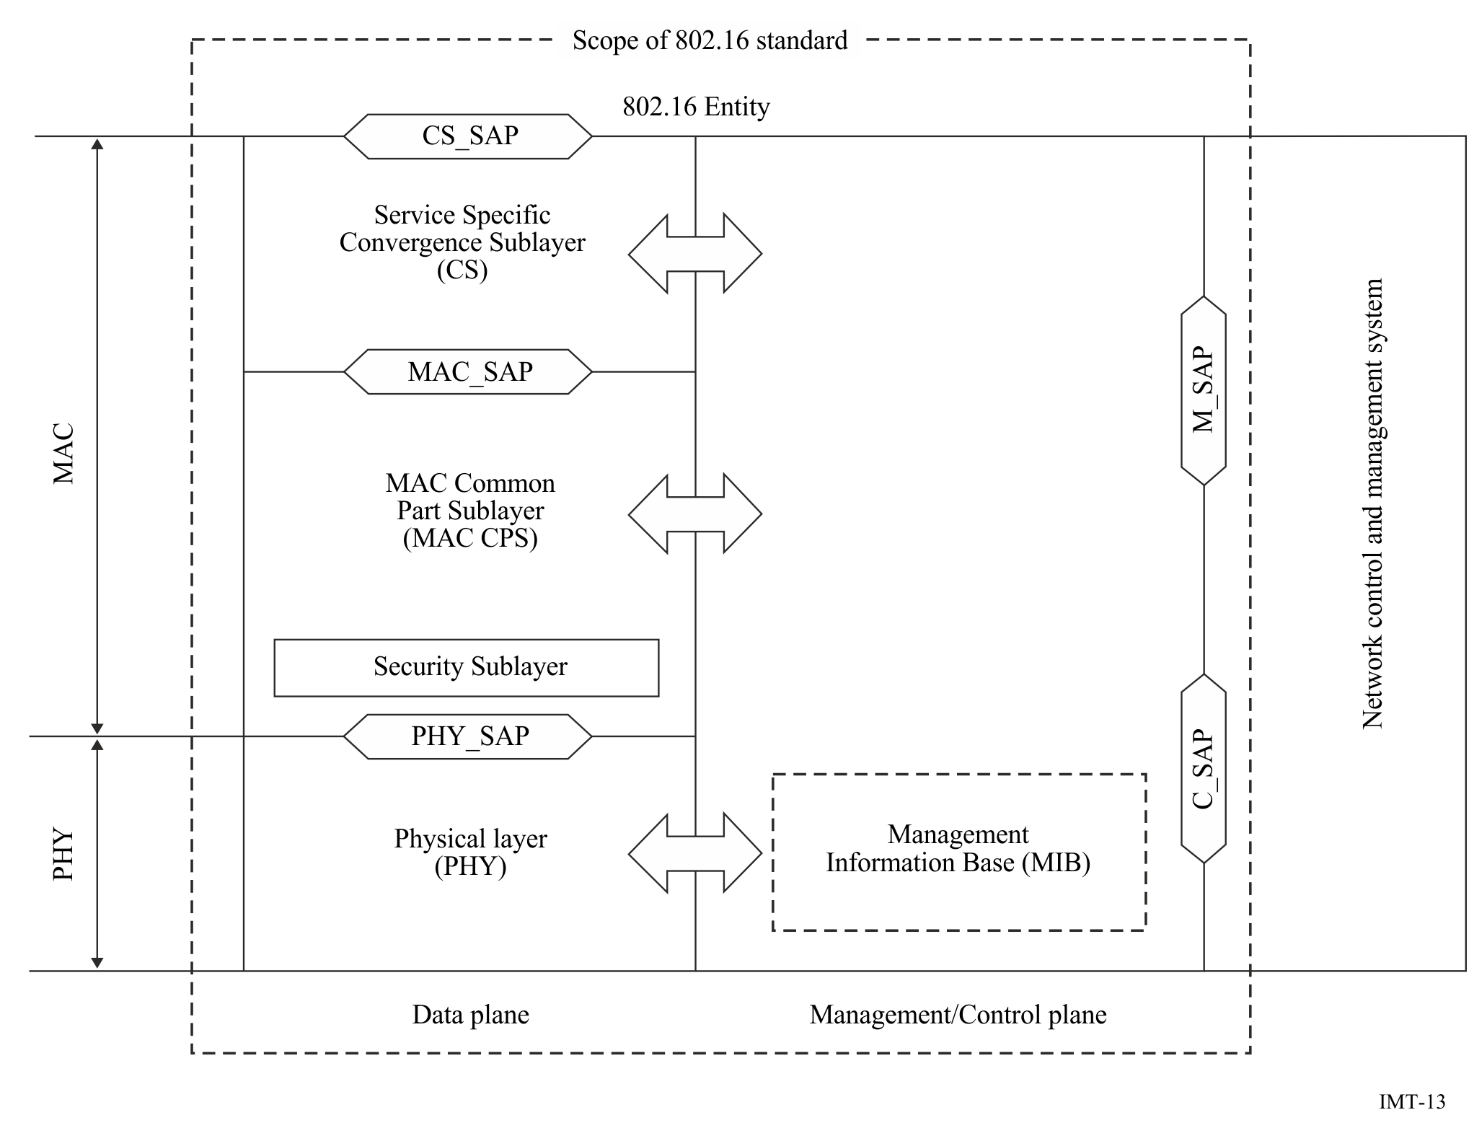 Scope of 802.16 standard
802.16 Entity
CS_SAP
Service Specific
Convergence Sublayer
(CS)
MAC_SAP
MAC
MAC Common
Part Sublayer
(MAC CPS)
Security Sublayer
PHY_SAP
PHY
Physical layer
(PHY)
Management
Information Base (MIB)
M_SAP
C_SAP
Network control and management system
Data plane
Management/Control plane
IMT-13